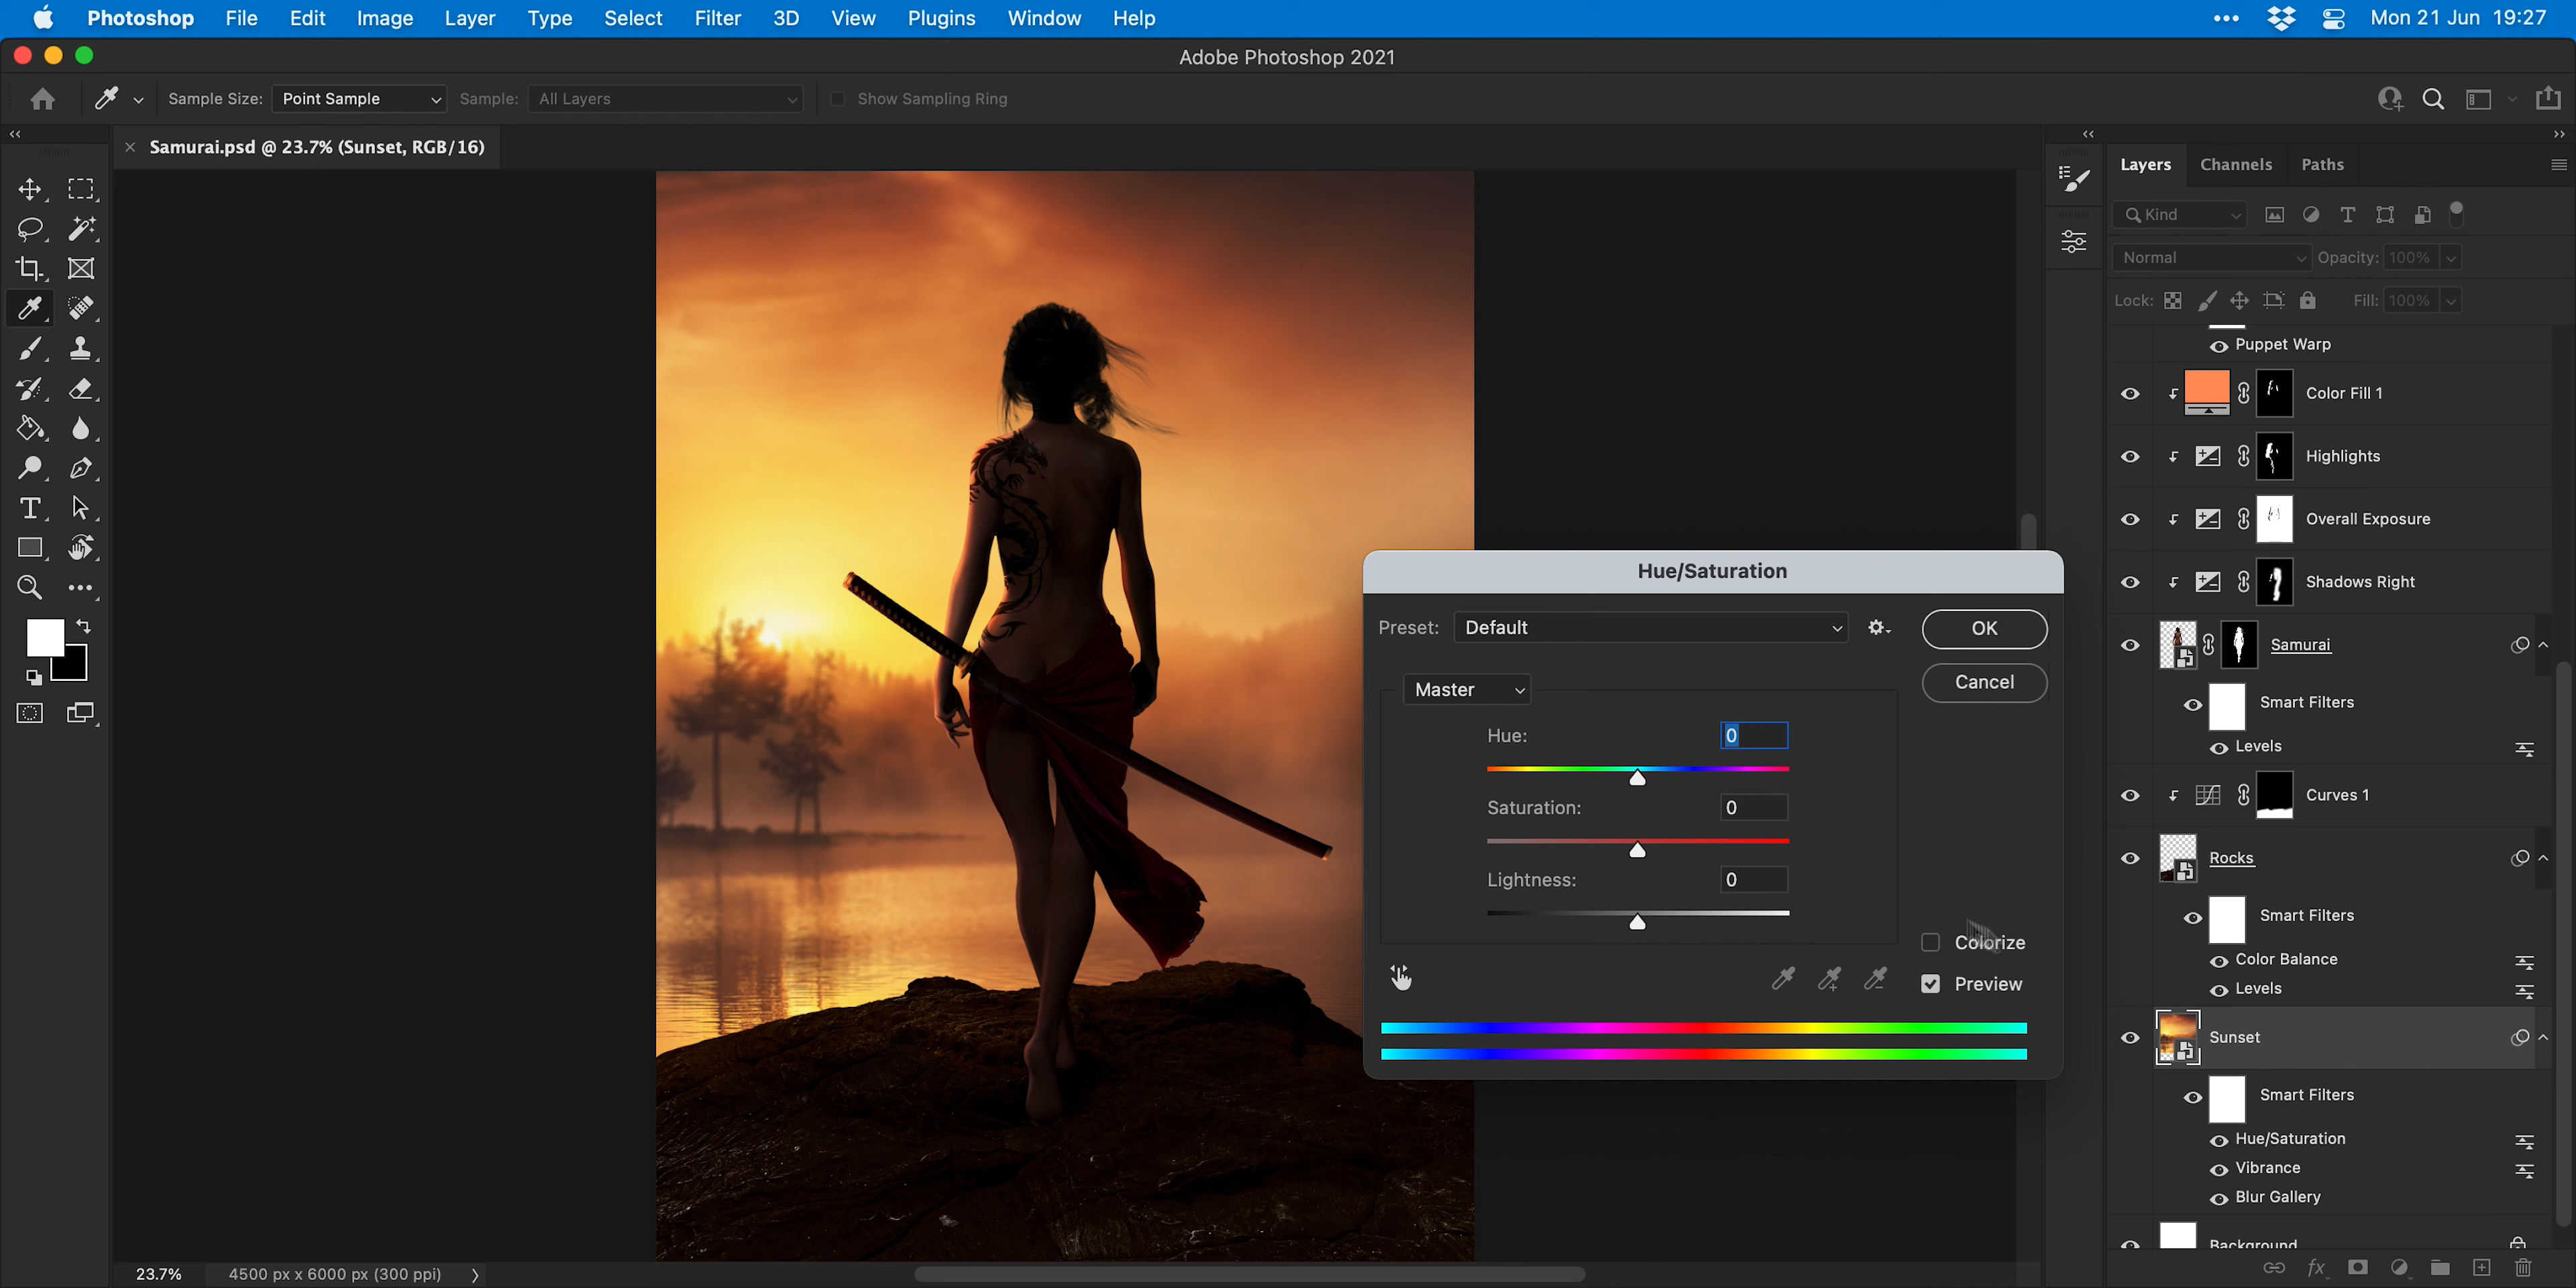 Photoshop File Edit Image Layer Type Select Filter 3D View Plugins Window Help Mon 21 Jun 19:27
Adobe Photoshop 2021
Sample Size: Point Sample Sample: All Layers Show Sampling Ring
Samurai.psd @ 23.7% (Sunset, RGB/16)
Layers Channels Paths
Kind
Normal Opacity: 100%
Lock: Fill: 100%
Puppet Warp
Color Fill 1
Highlights
Overall Exposure
Shadows Right
Samurai
Smart Filters
Levels
Curves 1
Rocks
Smart Filters
Color Balance
Levels
Sunset
Smart Filters
Hue/Saturation
Vibrance
Blur Gallery
Background
Hue/Saturation
Preset: Default OK
Cancel
Master
Hue: 0
Saturation: 0
Lightness: 0
Colorize
Preview
23.7% 4500 px x 6000 px (300 ppi)